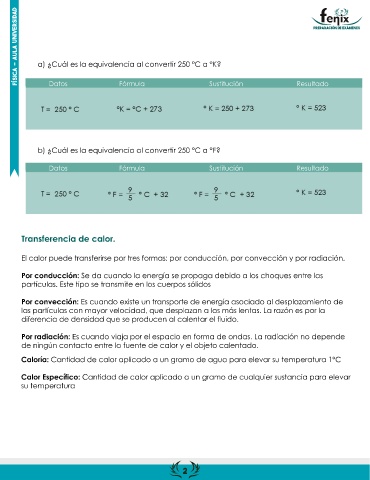 FÍSICA – AULA UNIVERSIDAD
fenix
PREPARACIÓN DE EXÁMENES
a) ¿Cuál es la equivalencia al convertir 250 °C a °K?
Datos Fórmula Sustitución Resultado
T = 250 ° C °K = °C + 273 ° K = 250 + 273 ° K = 523
b) ¿Cuál es la equivalencia al convertir 250 °C a °F?
Datos Fórmula Sustitución Resultado
T = 250 ° C ° F = 9/5 ° C + 32 ° F = 9/5 ° C + 32 ° K = 523
Transferencia de calor.
El calor puede transferirse por tres formas: por conducción, por convección y por radiación.
Por conducción: Se da cuando la energía se propaga debido a los choques entre las
partículas. Este tipo se transmite en los cuerpos sólidos
Por convección: Es cuando existe un transporte de energía asociado al desplazamiento de
las partículas con mayor velocidad, que desplazan a las más lentas. La razón es por la
diferencia de densidad que se producen al calentar el fluido.
Por radiación: Es cuando viaja por el espacio en forma de ondas. La radiación no depende
de ningún contacto entre la fuente de calor y el objeto calentado.
Caloría: Cantidad de calor aplicado a un gramo de agua para elevar su temperatura 1°C
Calor Específico: Cantidad de calor aplicado a un gramo de cualquier sustancia para elevar
su temperatura
2